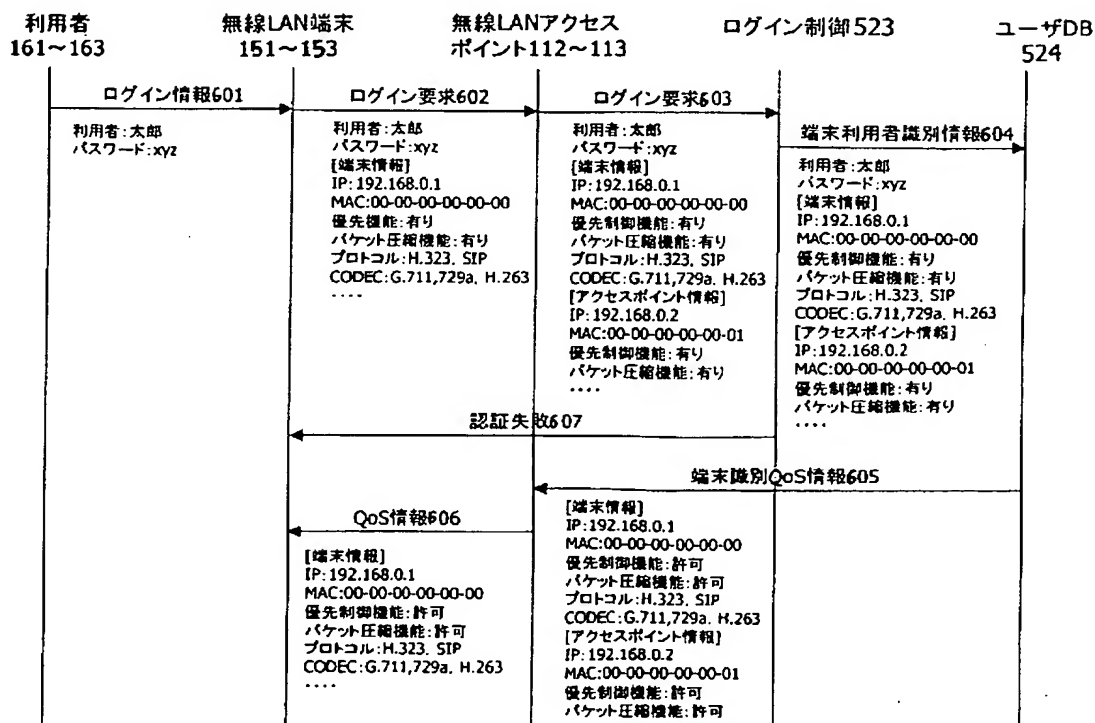 利用者
161～163
無線LAN端末
151～153
無線LANアクセス
ポイント112～113
ログイン制御523
ユーザDB
524
ログイン情報601
利用者:太郎
パスワード:xyz
ログイン要求602
利用者:太郎
パスワード:xyz
[端末情報]
IP:192.168.0.1
MAC:00-00-00-00-00-00
優先機能:有り
パケット圧縮機能:有り
プロトコル:H.323, SIP
CODEC:G.711,729a, H.263
....
ログイン要求603
利用者:太郎
パスワード:xyz
[端末情報]
IP:192.168.0.1
MAC:00-00-00-00-00-00
優先制御機能:有り
パケット圧縮機能:有り
プロトコル:H.323, SIP
CODEC:G.711,729a, H.263
[アクセスポイント情報]
IP:192.168.0.2
MAC:00-00-00-00-00-01
優先制御機能:有り
パケット圧縮機能:有り
....
端末利用者識別情報604
利用者:太郎
パスワード:xyz
[端末情報]
IP:192.168.0.1
MAC:00-00-00-00-00-00
優先制御機能:有り
パケット圧縮機能:有り
プロトコル:H.323, SIP
CODEC:G.711,729a, H.263
[アクセスポイント情報]
IP:192.168.0.2
MAC:00-00-00-00-00-01
優先制御機能:有り
パケット圧縮機能:有り
....
認証失敗607
端末識別QoS情報605
[端末情報]
IP:192.168.0.1
MAC:00-00-00-00-00-00
優先制御機能:許可
パケット圧縮機能:許可
プロトコル:H.323, SIP
CODEC:G.711,729a, H.263
[アクセスポイント情報]
IP:192.168.0.2
MAC:00-00-00-00-00-01
優先制御機能:許可
パケット圧縮機能:許可
QoS情報606
[端末情報]
IP:192.168.0.1
MAC:00-00-00-00-00-00
優先制御機能:許可
パケット圧縮機能:許可
プロトコル:H.323, SIP
CODEC:G.711,729a, H.263
....